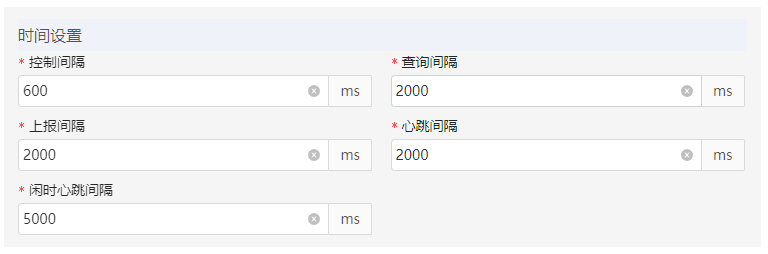 时间设置
* 控制间隔 * 查询间隔
600 ms 2000 ms
* 上报间隔 * 心跳间隔
2000 ms 2000 ms
* 闲时心跳间隔
5000 ms